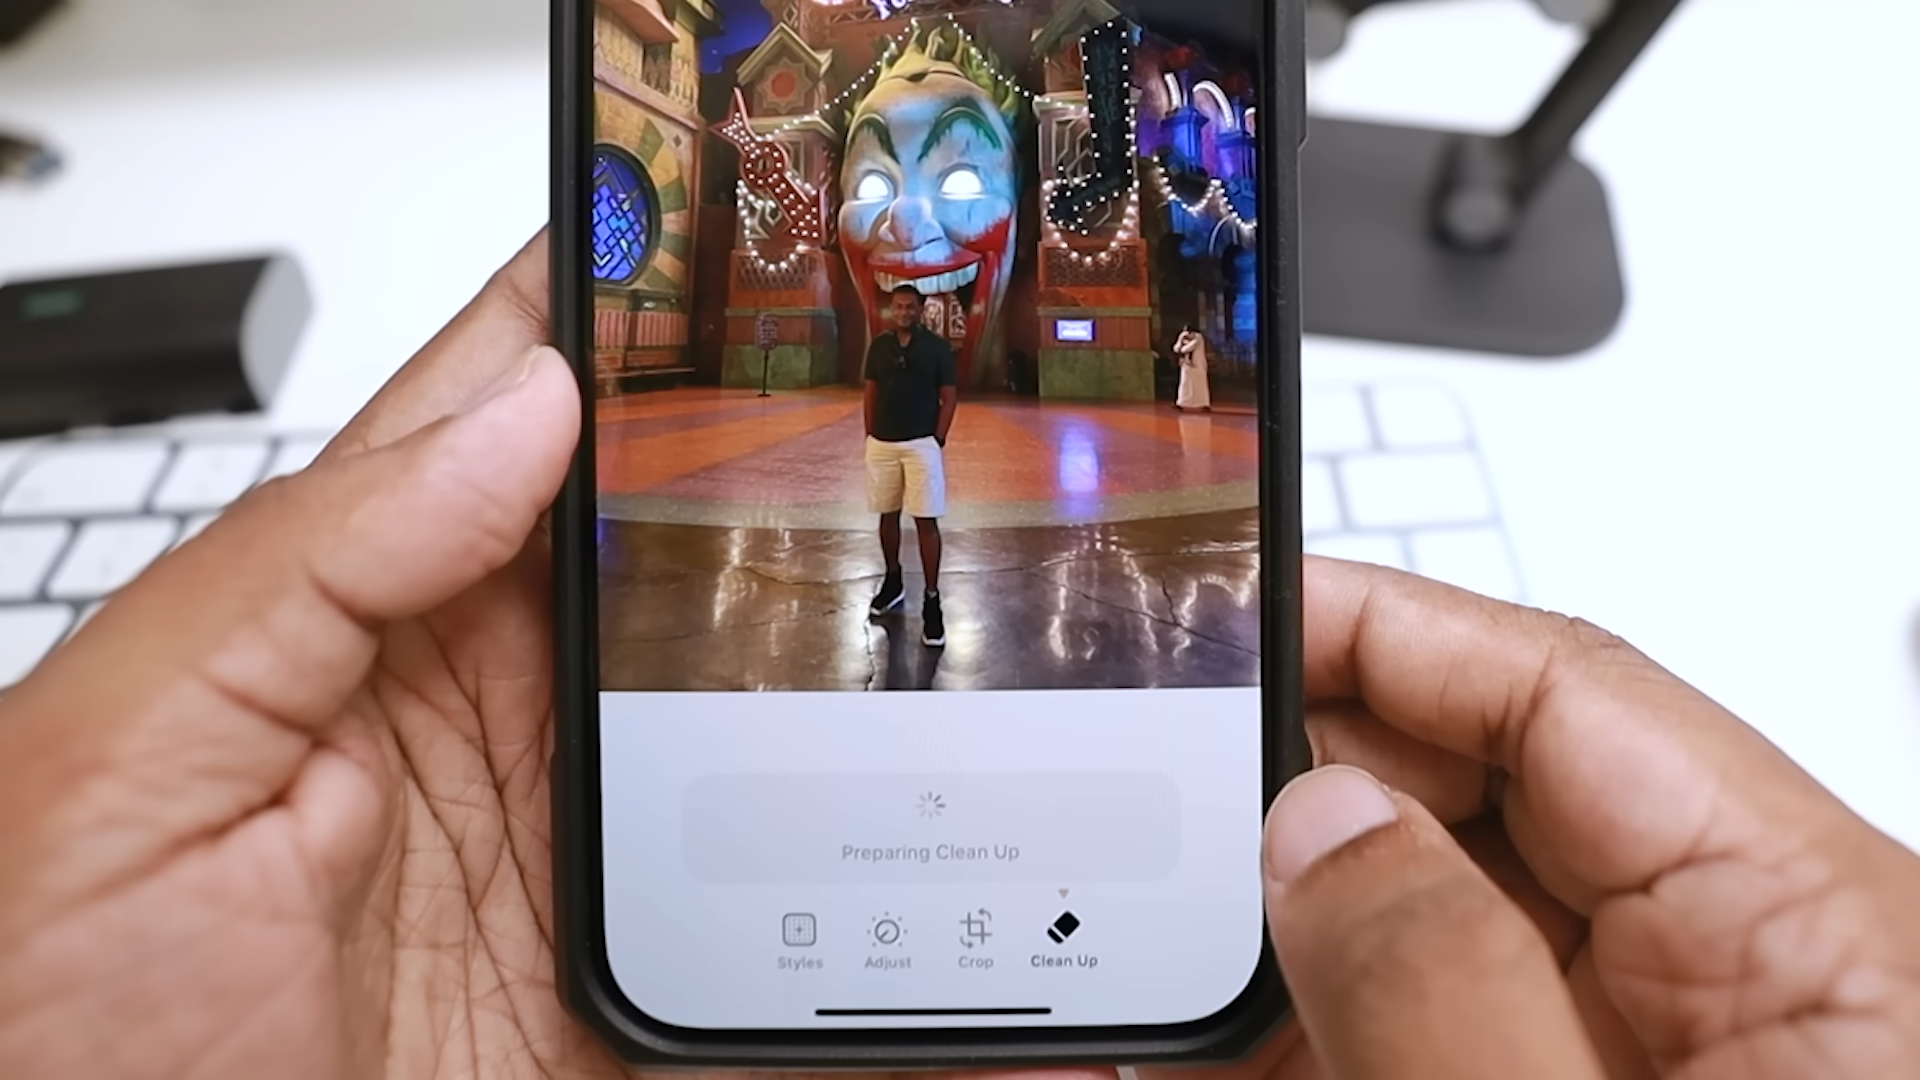 Preparing Clean Up
Styles
Adjust
Crop
Clean Up